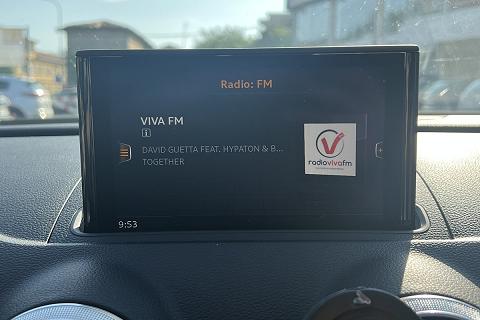 Radio: FM
VIVA FM
i
DAVID GUETTA FEAT. HYPATON & B...
TOGETHER
radiovivafm
9:53